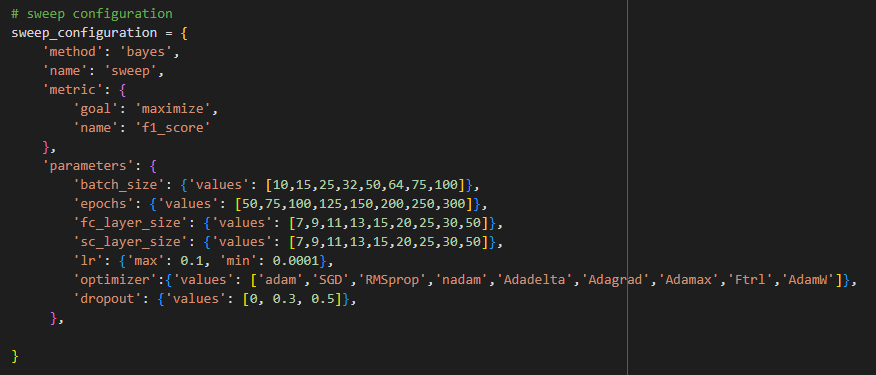 # sweep configuration
sweep_configuration = {
'method': 'bayes',
'name': 'sweep',
'metric': {
'goal': 'maximize',
'name': 'f1_score'
},
'parameters': {
'batch_size': {'values': [10,15,25,32,50,64,75,100]},
'epochs': {'values': [50,75,100,125,150,200,250,300]},
'fc_layer_size': {'values': [7,9,11,13,15,20,25,30,50]},
'sc_layer_size': {'values': [7,9,11,13,15,20,25,30,50]},
'lr': {'max': 0.1, 'min': 0.0001},
'optimizer':{'values': ['adam','SGD','RMSprop','nadam','Adadelta','Adagrad','Adamax','Ftrl','AdamW']},
'dropout': {'values': [0, 0.3, 0.5]},
},
}